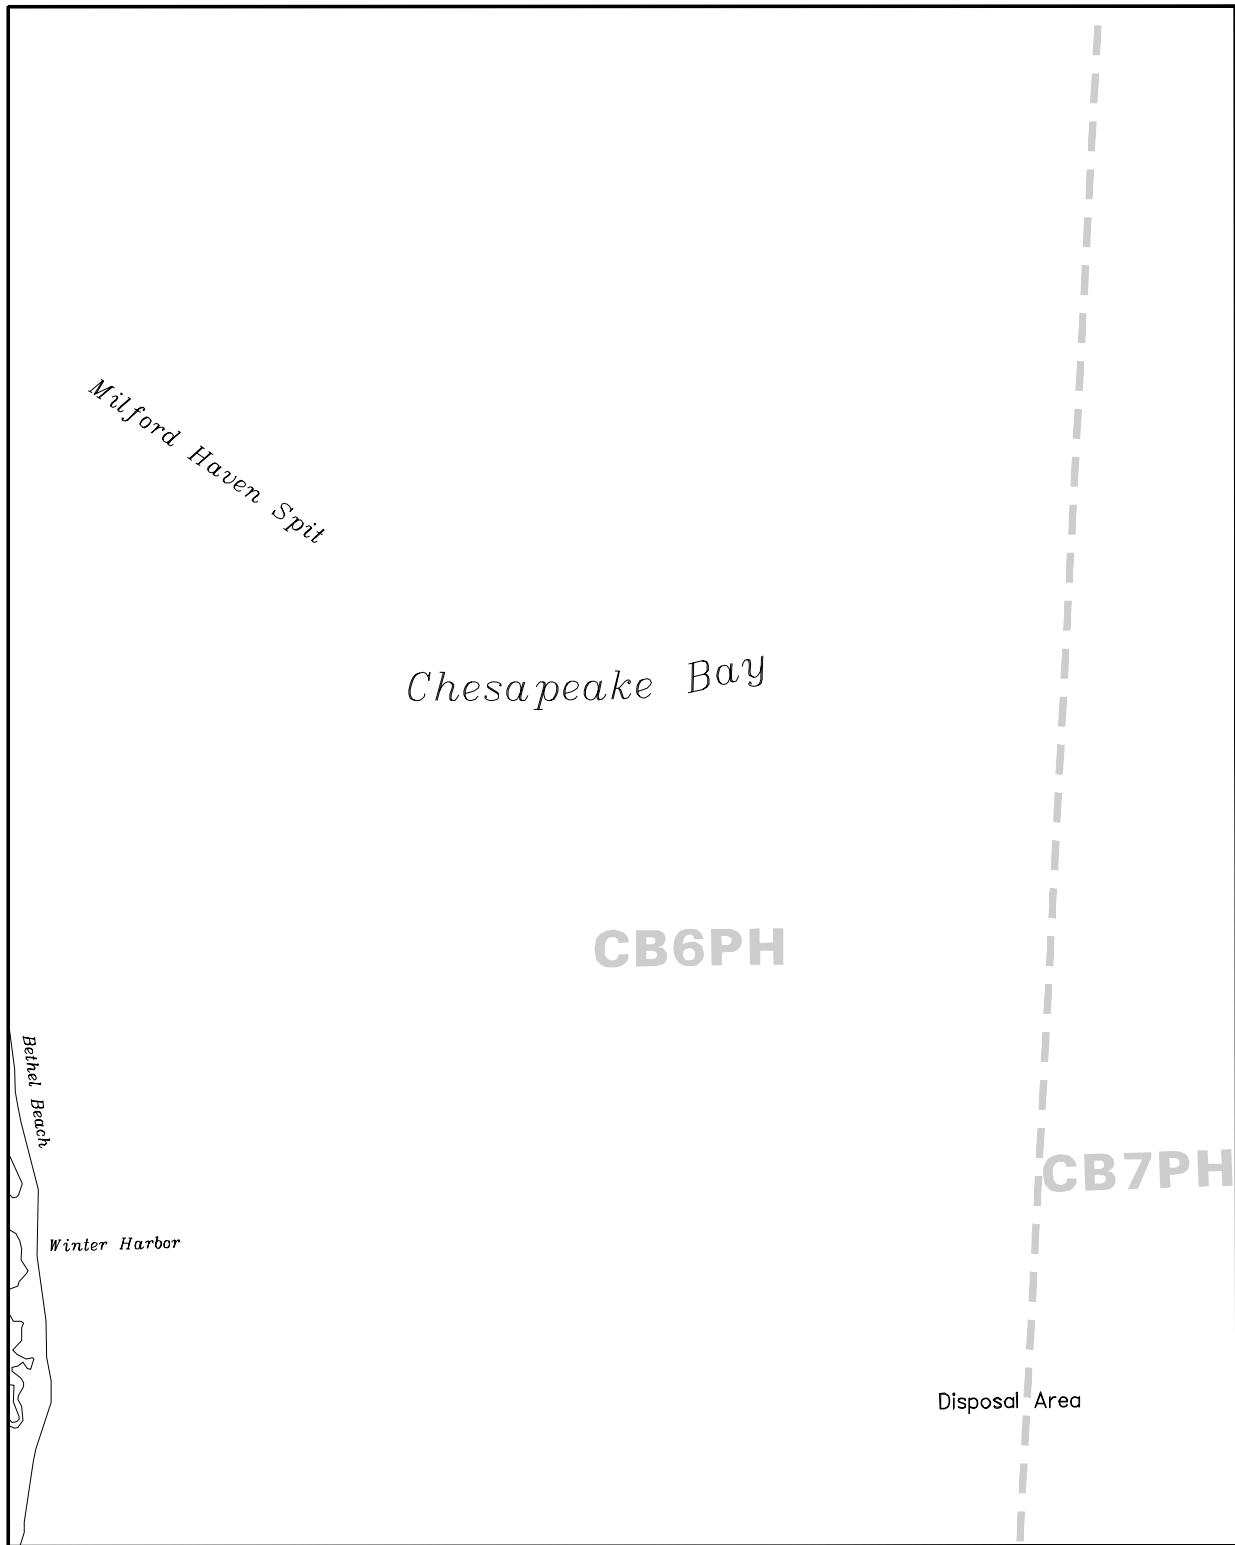 Milford Haven Spit
Chesapeake Bay
CB6PH
Bethel Beach
CB7PH
Winter Harbor
Disposal Area